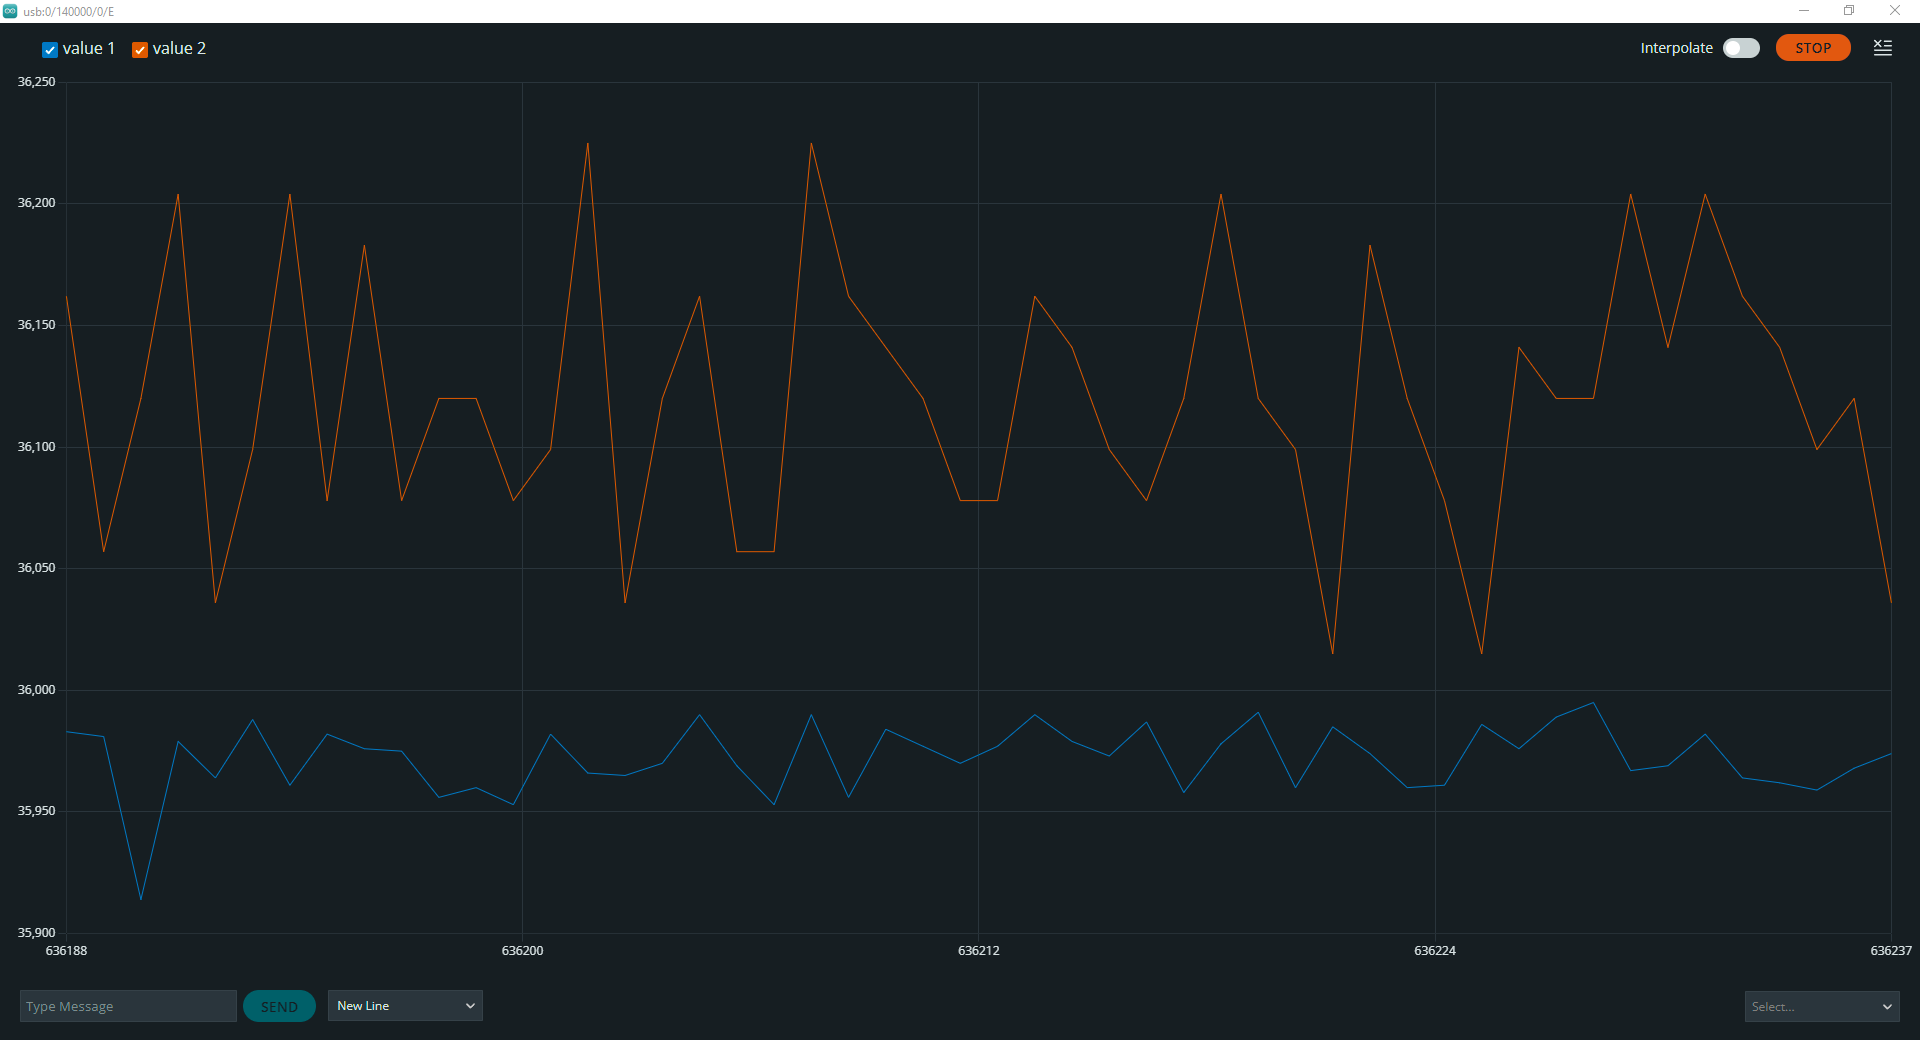 usb:0/140000/0/E
value 1 value 2 Interpolate STOP
36,250
36,200
36,150
36,100
36,050
36,000
35,950
35,900
636188 636200 636212 636224 636237
Type Message SEND New Line Select...